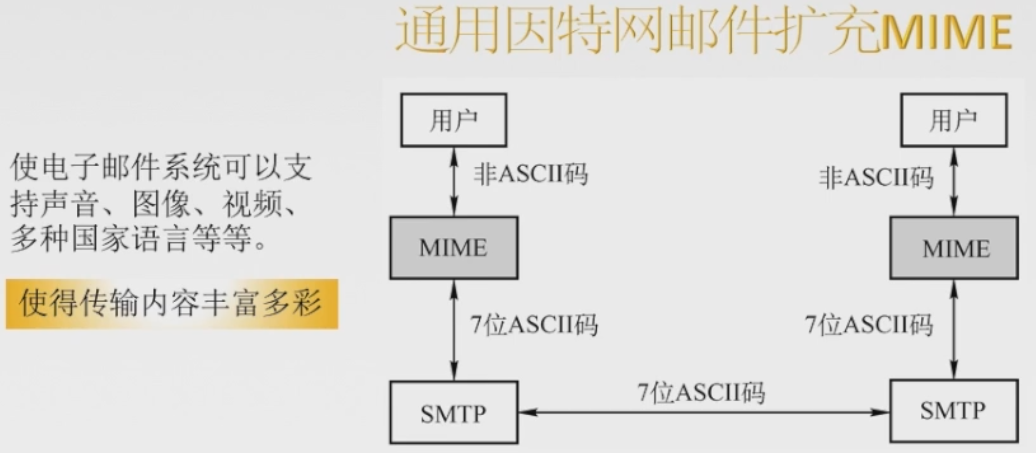 通用因特网邮件扩充MIME
使电子邮件系统可以支
持声音、图像、视频、
多种国家语言等等。
使得传输内容丰富多彩
用户
用户
非ASCII码
非ASCII码
MIME
MIME
7位ASCII码
7位ASCII码
7位ASCII码
SMTP
SMTP